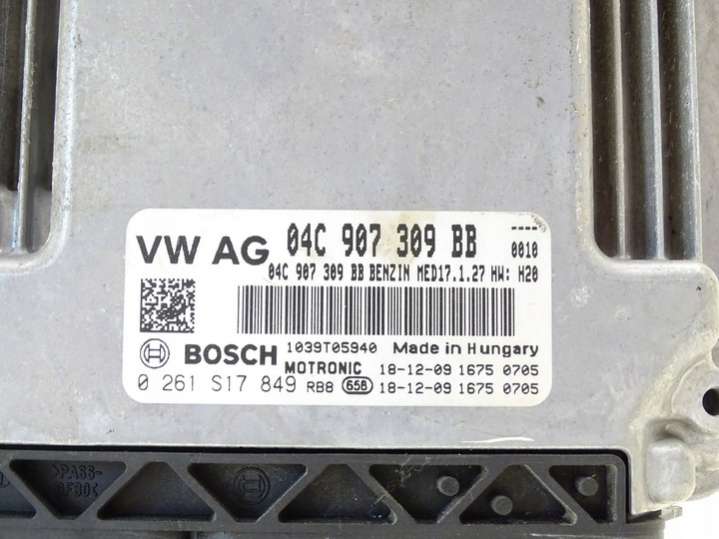 VW AG 04C 907 309 BB ----
0010
04C 907 309 BB BENZIN MED17.1.27 HW: H20
BOSCH 1039T05940 Made in Hungary
MOTRONIC 18-12-09 1675 0705
0 261 S17 849 RB8 658 18-12-09 1675 0705
>PA66-
GF30<